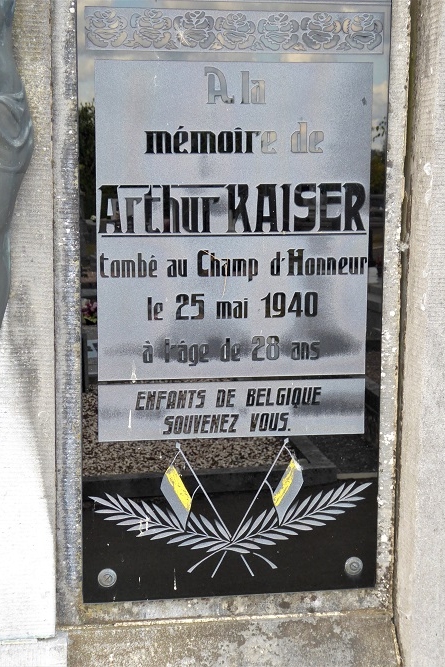 A la
mémoire de
Arthur KAISER
tombé au Champ d'Honneur
le 25 mai 1940
à l'âge de 28 ans
ENFANTS DE BELGIQUE
SOUVENEZ VOUS.